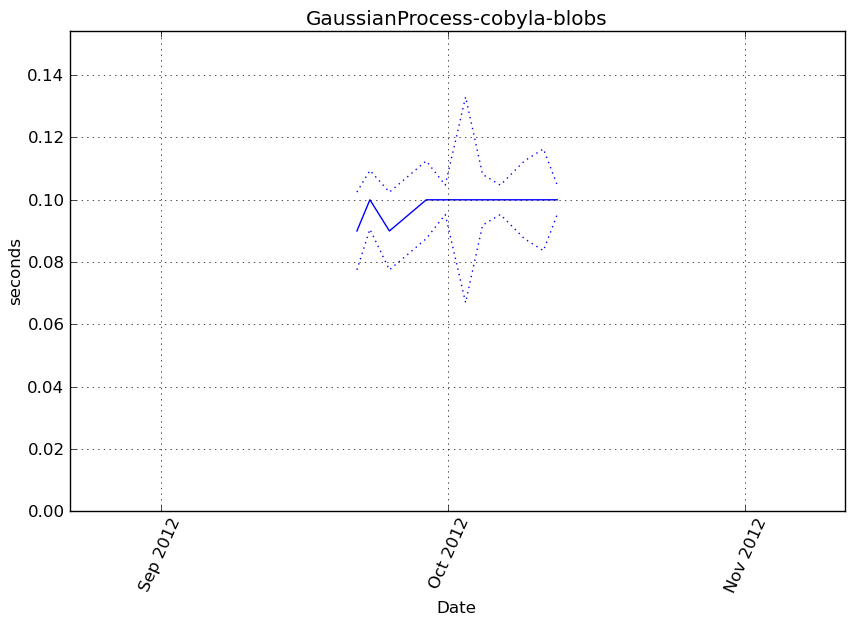 GaussianProcess-cobyla-blobs
0.14
0.12
0.10
0.08
0.06
0.04
0.02
0.00
seconds
Sep 2012
Oct 2012
Nov 2012
Date